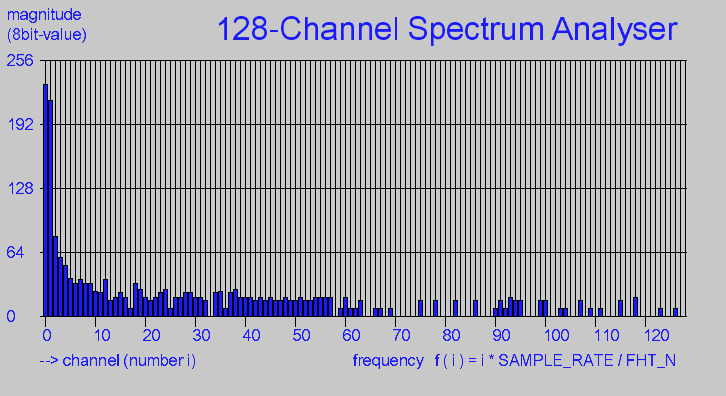 magnitude
(8bit-value)
128-Channel Spectrum Analyser
256
192
128
64
0
0 10 20 30 40 50 60 70 80 90 100 110 120
--> channel (number i)
frequency f ( i ) = i * SAMPLE_RATE / FHT_N